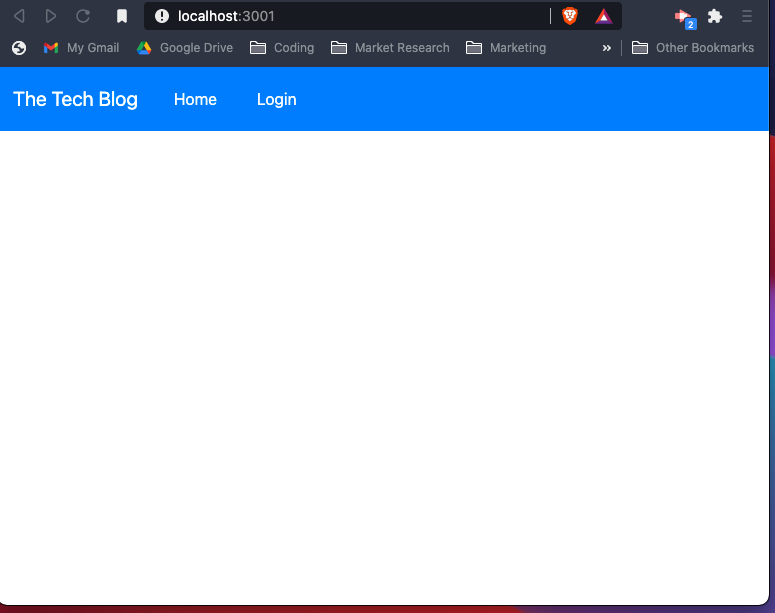 localhost:3001
2
My Gmail Google Drive Coding Market Research Marketing » Other Bookmarks
The Tech Blog Home Login